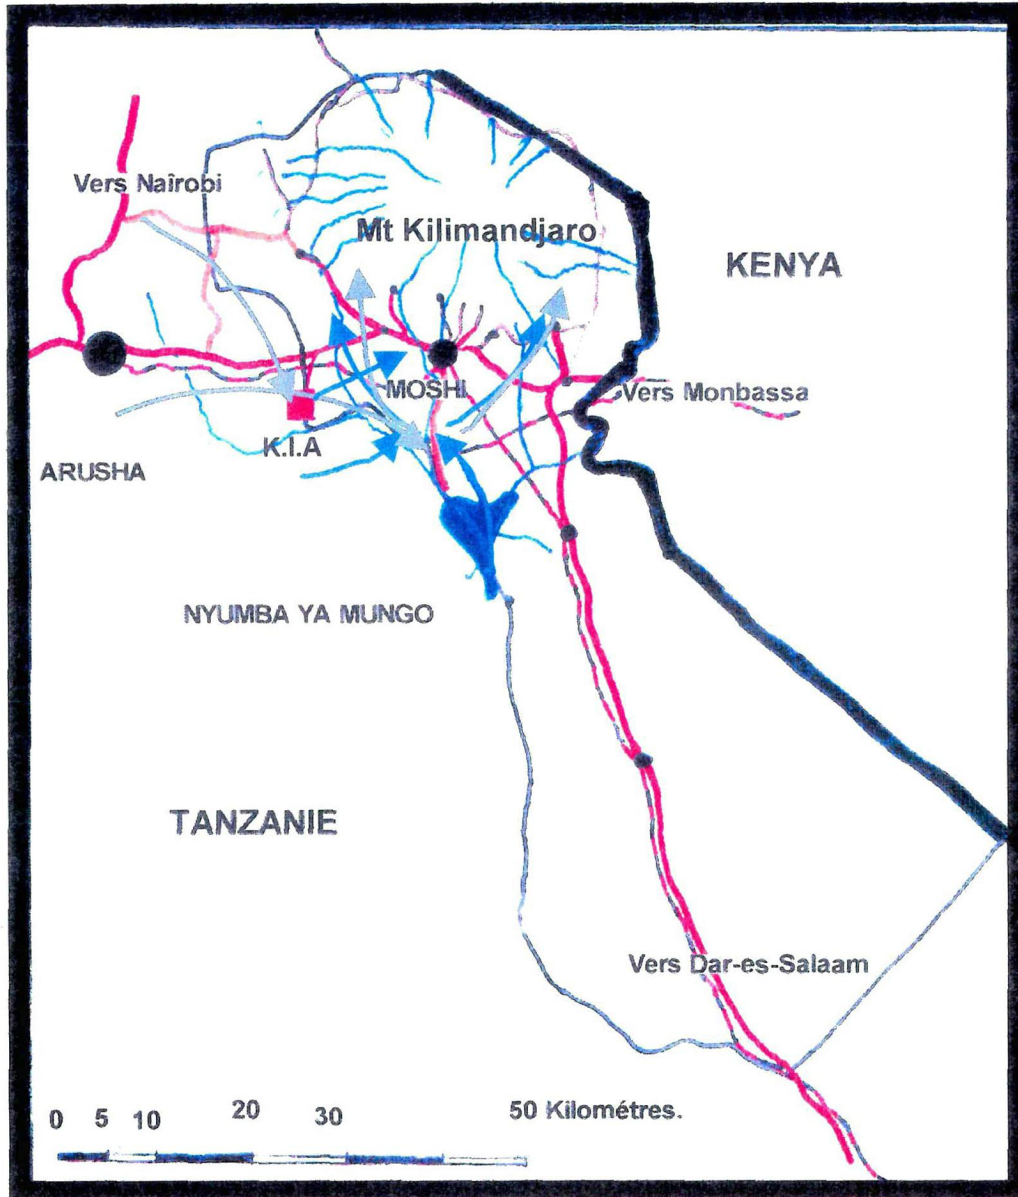 Vers Naîrobi
Mt Kilimandjaro
KENYA
MOSHI
Vers Monbassa
K.I.A
ARUSHA
NYUMBA YA MUNGO
TANZANIE
Vers Dar-es-Salaam
0 5 10 20 30 50 Kilométres.